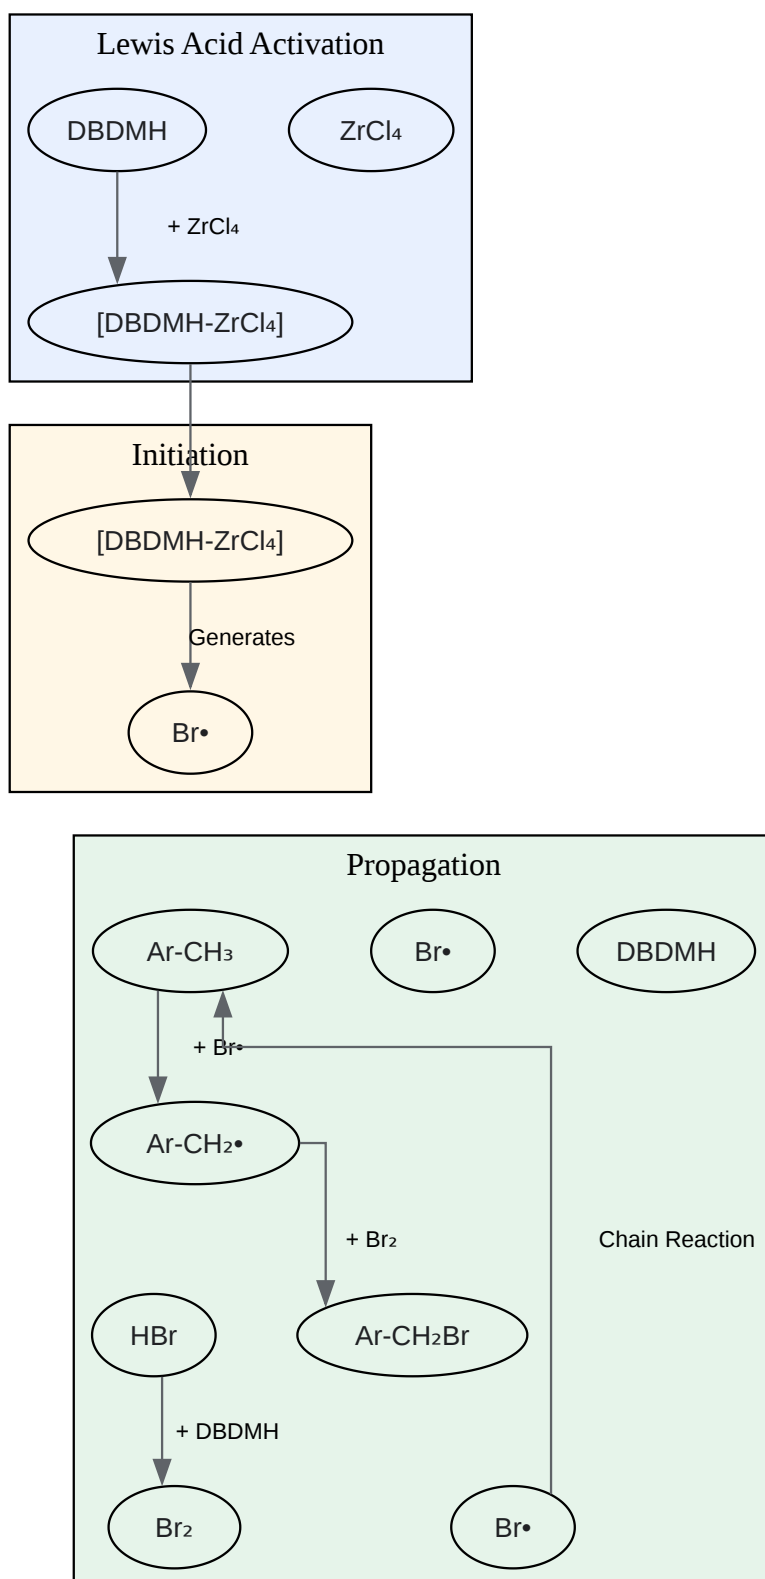 Lewis Acid Activation
DBDMH
ZrCl₄
+ ZrCl₄
[DBDMH-ZrCl₄]
Initiation
[DBDMH-ZrCl₄]
Generates
Br•
Propagation
Ar-CH₃
Br•
DBDMH
+ Br•
Ar-CH₂•
+ Br₂
Chain Reaction
HBr
Ar-CH₂Br
+ DBDMH
Br₂
Br•